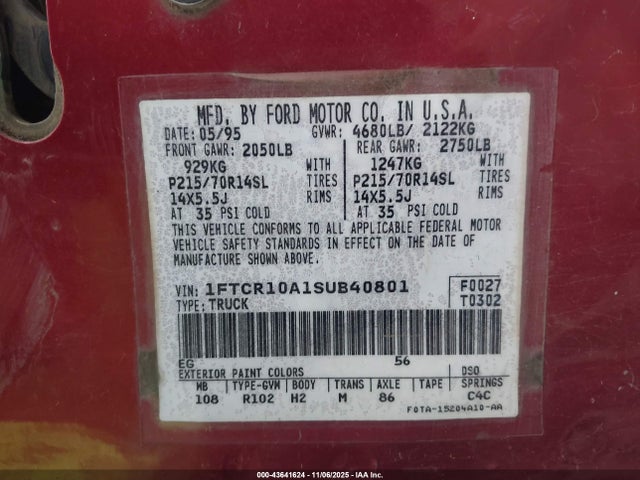 MFD. BY FORD MOTOR CO. IN U.S.A.
DATE: 05/95 GVWR: 4680LB/ 2122KG
FRONT GAWR: 2050LB REAR GAWR: 2750LB
929KG WITH 1247KG WITH
P215/70R14SL TIRES P215/70R14SL TIRES
14X5.5J RIMS 14X5.5J RIMS
AT 35 PSI COLD AT 35 PSI COLD
THIS VEHICLE CONFORMS TO ALL APPLICABLE FEDERAL MOTOR
VEHICLE SAFETY STANDARDS IN EFFECT ON THE DATE OF
MANUFACTURE SHOWN ABOVE.
VIN: 1FTCR10A1SUB40801 F0027
TYPE: TRUCK T0302
EG 56
EXTERIOR PAINT COLORS DSO
MB TYPE-GVM BODY TRANS AXLE TAPE SPRINGS
108 R102 H2 M 86 C4C
F0TA-15204A10-AA
000-43641624 11/06/2025 IAA Inc.